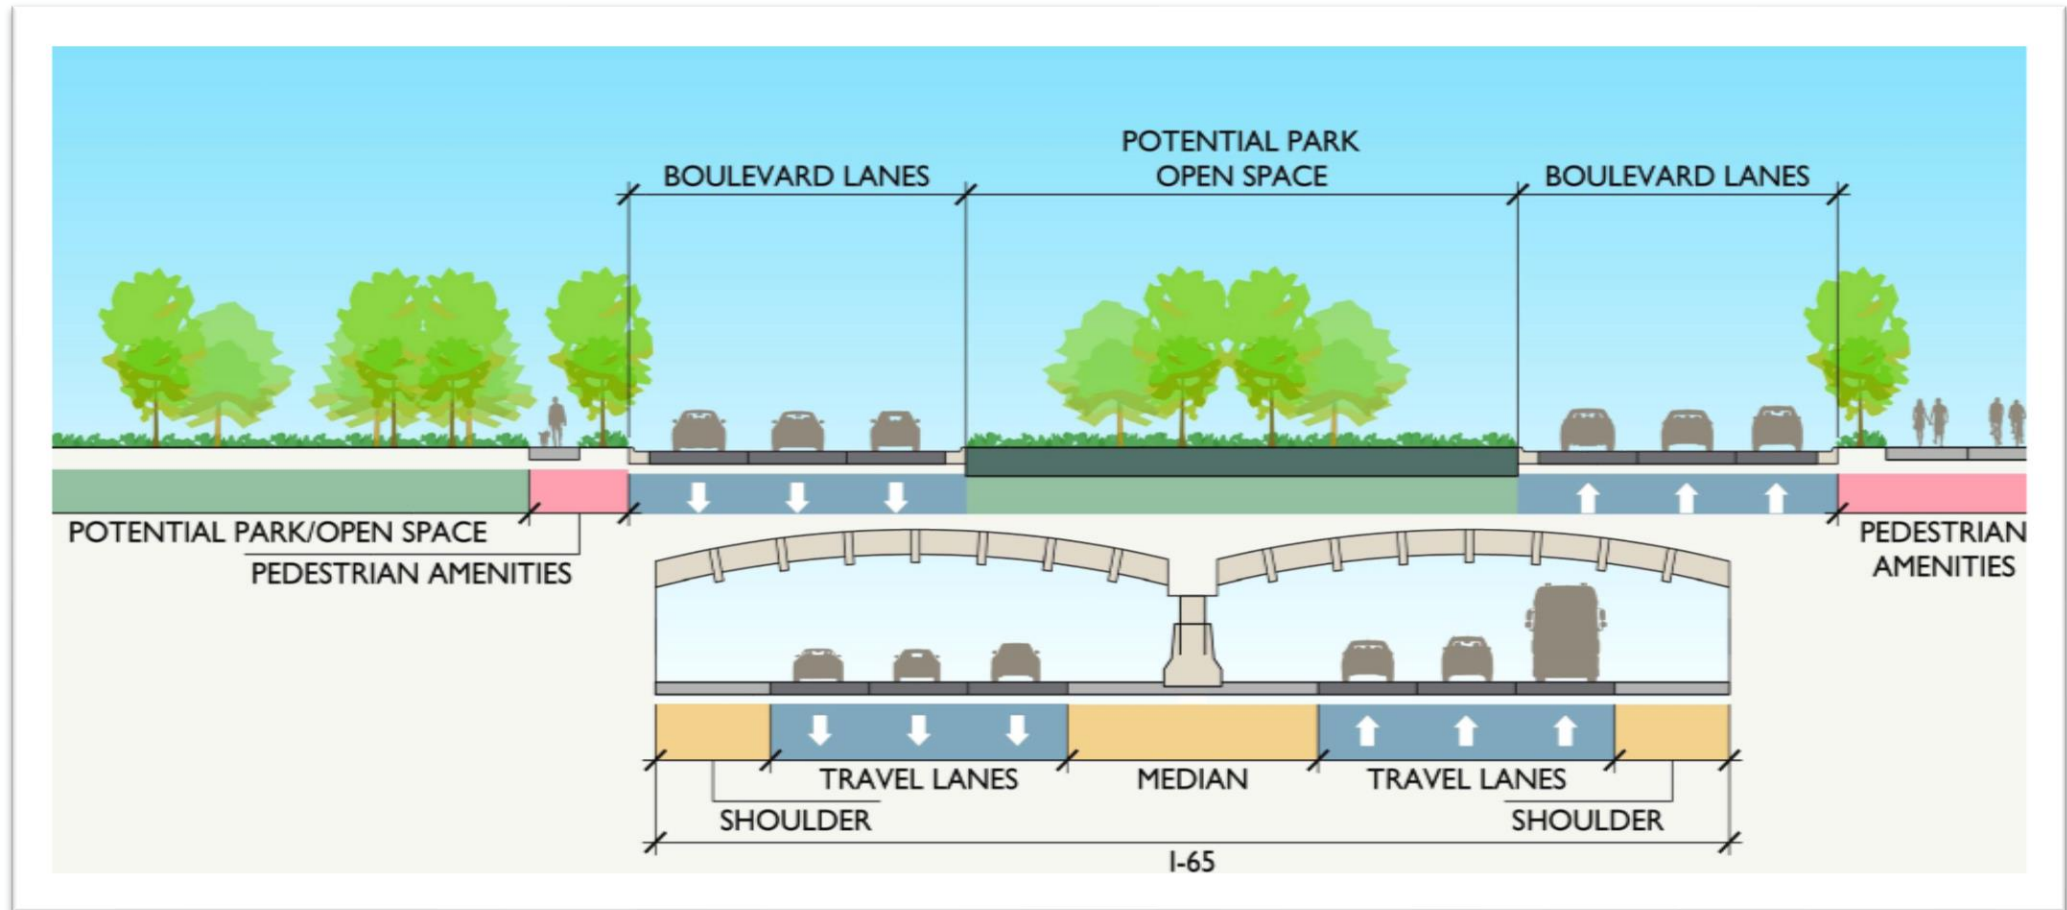 POTENTIAL PARK
OPEN SPACE
BOULEVARD LANES
BOULEVARD LANES
POTENTIAL PARK/OPEN SPACE
PEDESTRIAN AMENITIES
PEDESTRIAN
AMENITIES
TRAVEL LANES
MEDIAN
TRAVEL LANES
SHOULDER
SHOULDER
I-65